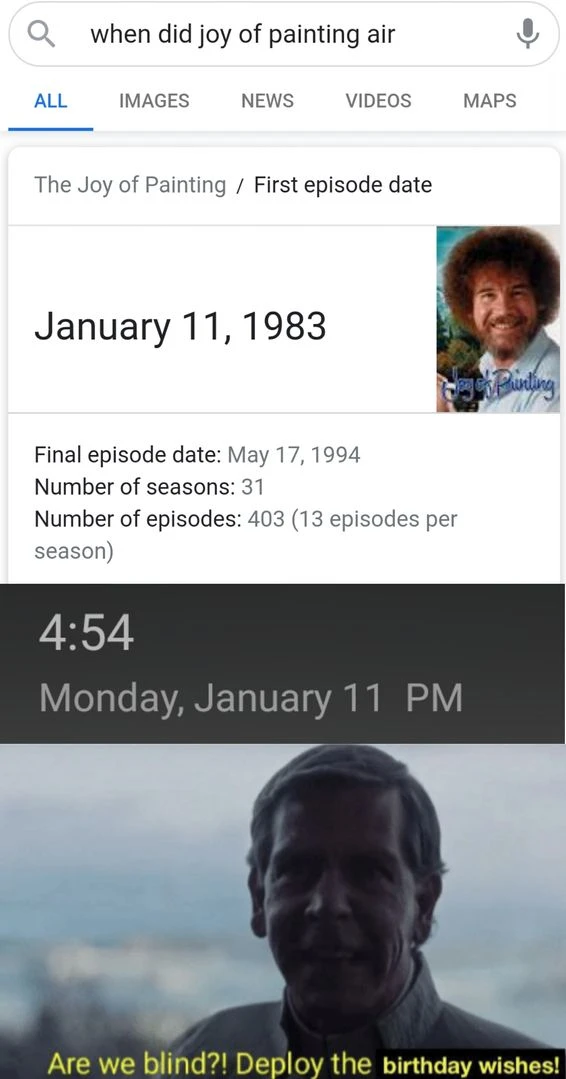 when did joy of painting air
ALL IMAGES NEWS VIDEOS MAPS
The Joy of Painting / First episode date
January 11, 1983
Joy of Painting
Final episode date: May 17, 1994
Number of seasons: 31
Number of episodes: 403 (13 episodes per
season)
4:54
Monday, January 11 PM
Are we blind?! Deploy the birthday wishes!